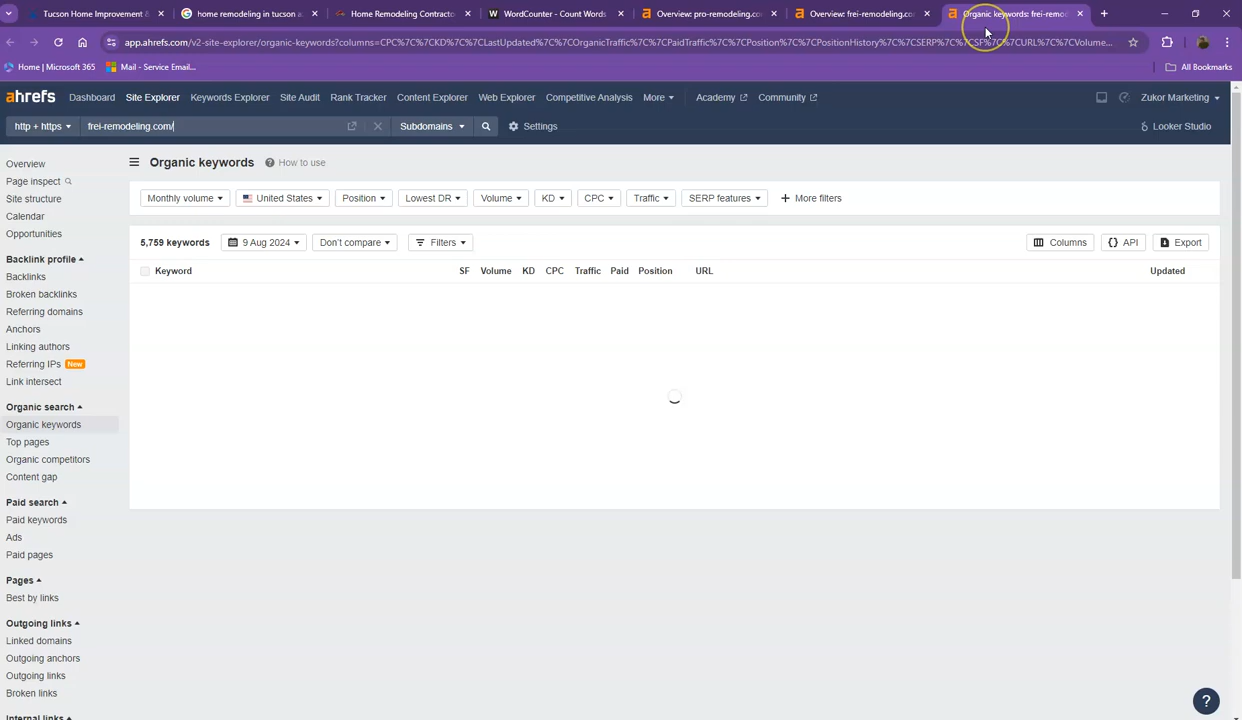 Tucson Home Improvement &
home remodeling in tucson a
Home Remodeling Contractor
WordCounter - Count Words
Overview: pro-remodeling.co
Overview: frei-remodeling.co
Organic keywords: frei-remo
app.ahrefs.com/v2-site-explorer/organic-keywords?columns=CPC%7C%7CKD%7C%7CLastUpdated%7C%7COrganicTraffic%7C%7CPaidTraffic%7C%7CPosition%7C%7CPositionHistory%7C%7CSERP%7C%7CSF%7C%7CURL%7C%7CVolume...
Home | Microsoft 365
Mail - Service Email...
All Bookmarks
ahrefs Dashboard Site Explorer Keywords Explorer Site Audit Rank Tracker Content Explorer Web Explorer Competitive Analysis More Academy Community Zukor Marketing
http + https frei-remodeling.com/ Subdomains Settings Looker Studio
Overview
Page inspect
Site structure
Calendar
Opportunities
Backlink profile
Backlinks
Broken backlinks
Referring domains
Anchors
Linking authors
Referring IPs New
Link intersect
Organic search
Organic keywords
Top pages
Organic competitors
Content gap
Paid search
Paid keywords
Ads
Paid pages
Pages
Best by links
Outgoing links
Linked domains
Outgoing anchors
Outgoing links
Broken links
Internal links
Organic keywords ? How to use
Monthly volume United States Position Lowest DR Volume KD CPC Traffic SERP features + More filters
5,759 keywords 9 Aug 2024 Don't compare Filters Columns {} API Export
Keyword SF Volume KD CPC Traffic Paid Position URL Updated
?